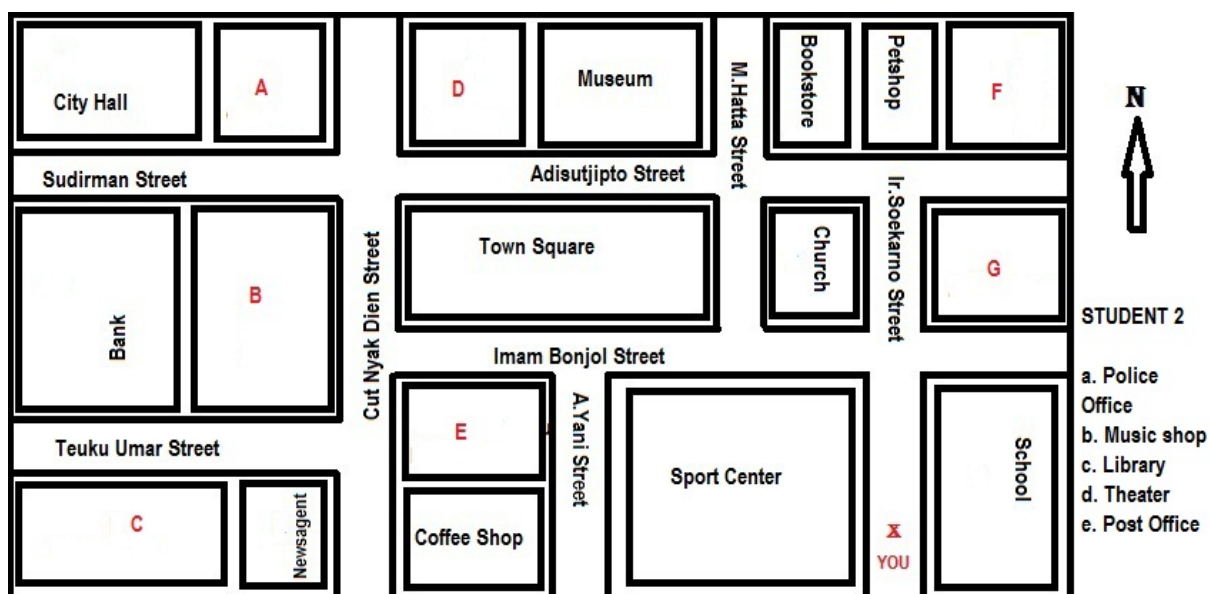 City Hall
A
D
Museum
M.Hatta Street
Bookstore
Petshop
F
N
Sudirman Street
Adisutjipto Street
Bank
B
Cut Nyak Dien Street
Town Square
Church
Ir.Soekarno Street
G
Imam Bonjol Street
Teuku Umar Street
C
Newsagent
E
Coffee Shop
A.Yani Street
Sport Center
X
YOU
School
STUDENT 2
a. Police
Office
b. Music shop
c. Library
d. Theater
e. Post Office